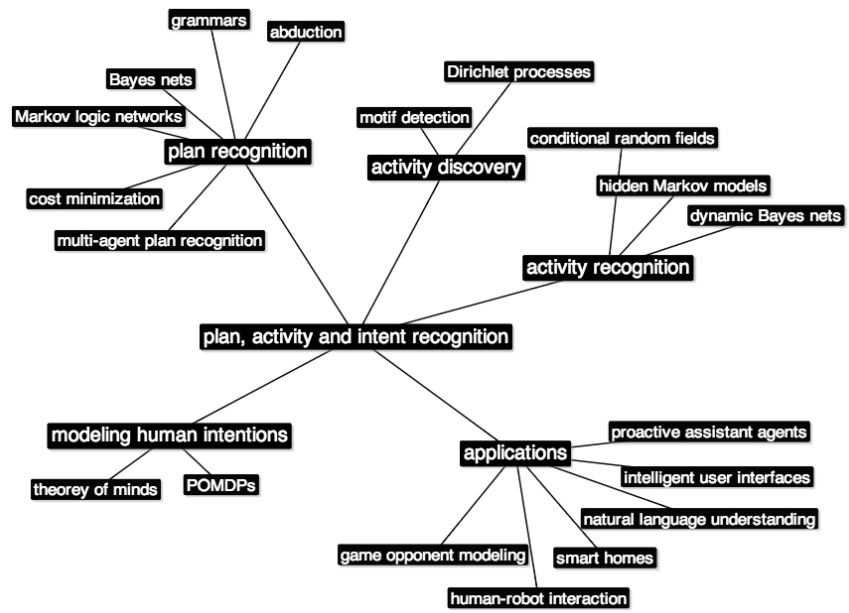 grammars
abduction
Bayes nets
Markov logic networks
plan recognition
cost minimization
multi-agent plan recognition
Dirichlet processes
motif detection
activity discovery
conditional random fields
hidden Markov models
dynamic Bayes nets
activity recognition
plan, activity and intent recognition
modeling human intentions
theorey of minds
POMDPs
applications
proactive assistant agents
intelligent user interfaces
natural language understanding
game opponent modeling
smart homes
human-robot interaction